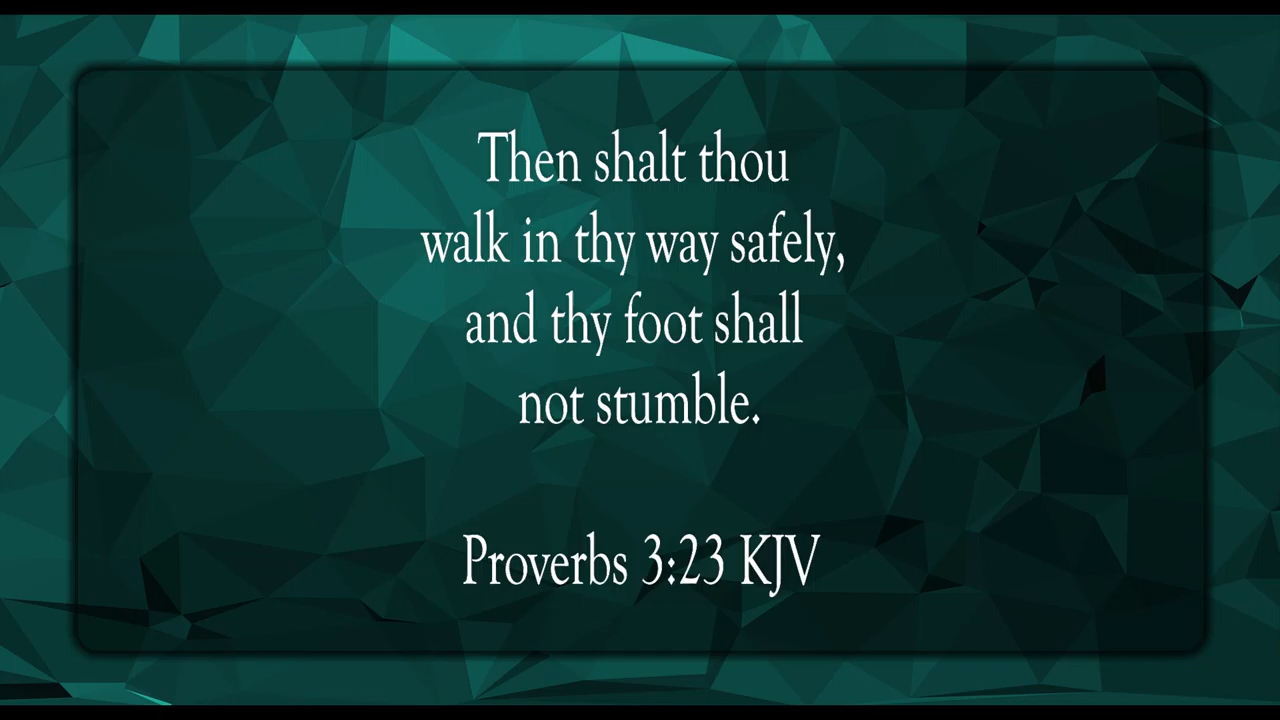 Then shalt thou
walk in thy way safely,
and thy foot shall
not stumble.
Proverbs 3:23 KJV